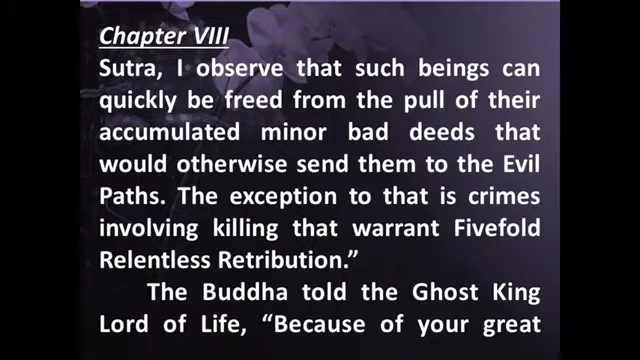 Chapter VIII
Sutra, I observe that such beings can
quickly be freed from the pull of their
accumulated minor bad deeds that
would otherwise send them to the Evil
Paths. The exception to that is crimes
involving killing that warrant Fivefold
Relentless Retribution.”
The Buddha told the Ghost King
Lord of Life, “Because of your great